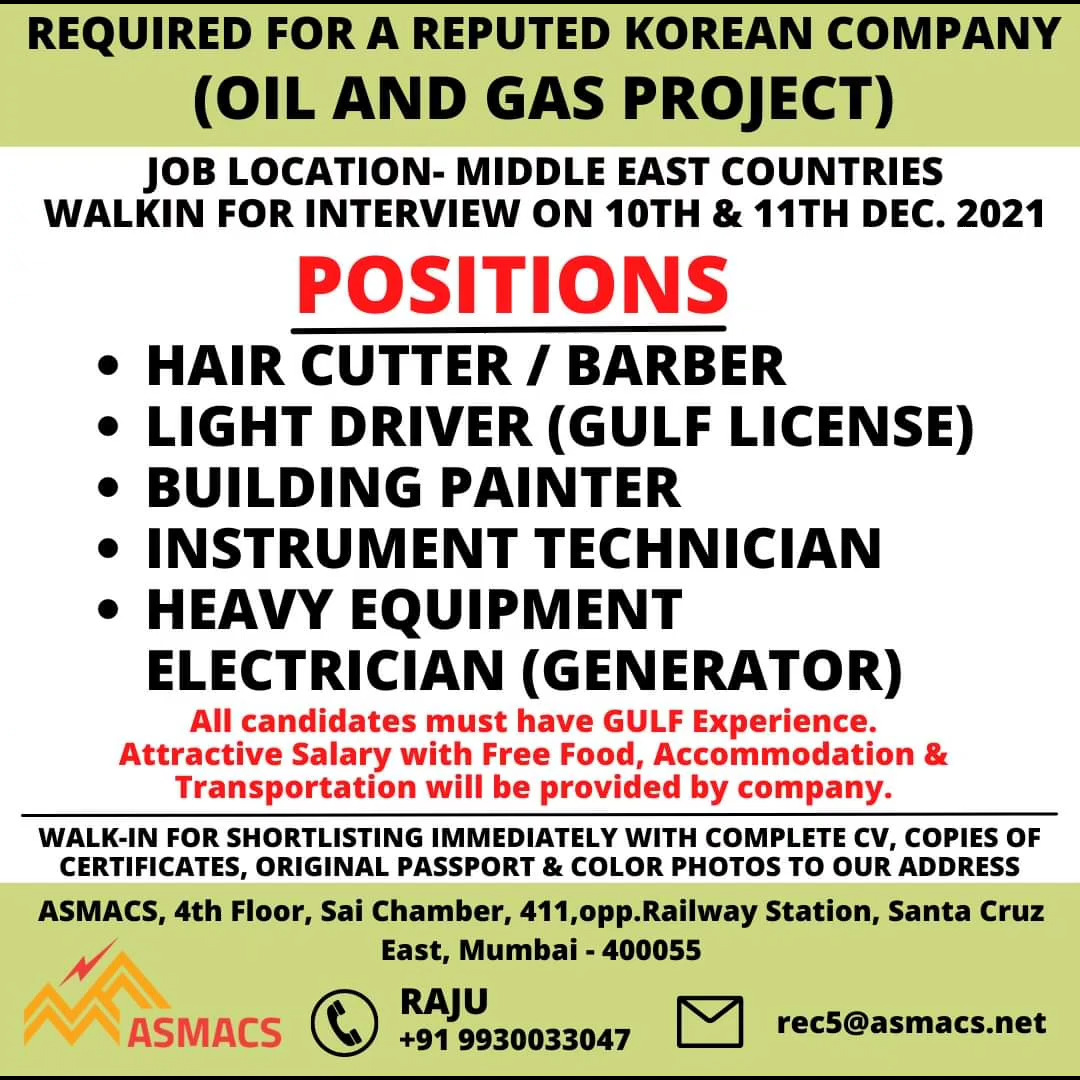 REQUIRED FOR A REPUTED KOREAN COMPANY
(OIL AND GAS PROJECT)
JOB LOCATION- MIDDLE EAST COUNTRIES
WALKIN FOR INTERVIEW ON 10TH & 11TH DEC. 2021
POSITIONS
• HAIR CUTTER / BARBER
• LIGHT DRIVER (GULF LICENSE)
• BUILDING PAINTER
• INSTRUMENT TECHNICIAN
• HEAVY EQUIPMENT
ELECTRICIAN (GENERATOR)
All candidates must have GULF Experience.
Attractive Salary with Free Food, Accommodation &
Transportation will be provided by company.
WALK-IN FOR SHORTLISTING IMMEDIATELY WITH COMPLETE CV, COPIES OF
CERTIFICATES, ORIGINAL PASSPORT & COLOR PHOTOS TO OUR ADDRESS
ASMACS, 4th Floor, Sai Chamber, 411,opp.Railway Station, Santa Cruz
East, Mumbai - 400055
ASMACS
RAJU
+91 9930033047
rec5@asmacs.net